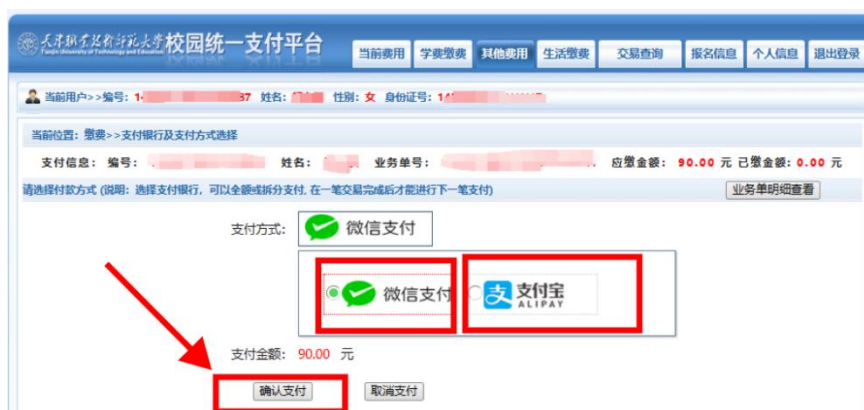 天津职业技术师范大学校园统一支付平台
Tianjin University of Technology and Education
当前费用 学费缴费 其他费用 生活缴费 交易查询 报名信息 个人信息 退出登录
当前用户>>编号：1 37 姓名： 性别：女 身份证号：14
当前位置：缴费>>支付银行及支付方式选择
支付信息： 编号： 姓名： 业务单号： 应缴金额：90.00 元 已缴金额：0.00 元
请选择付款方式 (说明：选择支付银行，可以全额或拆分支付,在一笔交易完成后才能进行下一笔支付) 业务单明细查看
支付方式： 微信支付
微信支付 支付宝
ALIPAY
支付金额： 90.00 元
确认支付 取消支付